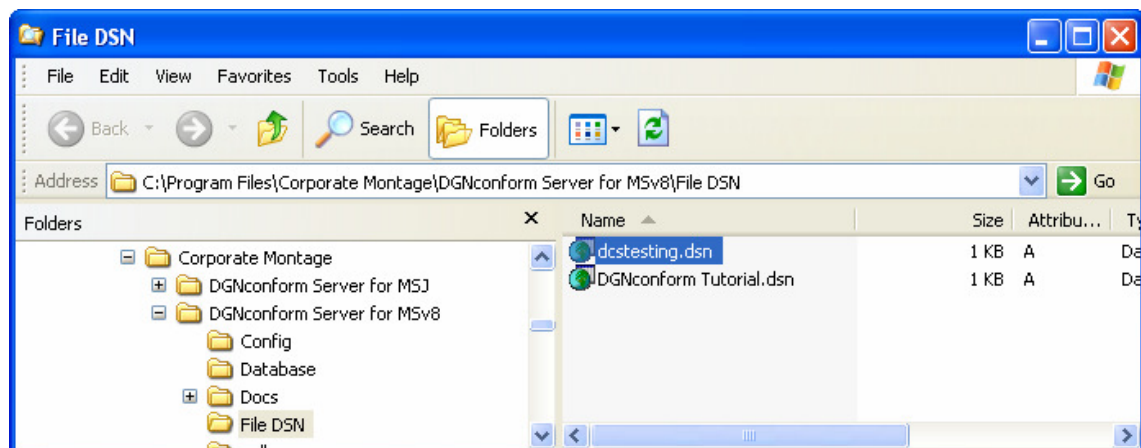 File DSN
File Edit View Favorites Tools Help
Back Search Folders
Address C:\Program Files\Corporate Montage\DGNconform Server for MSv8\File DSN Go
Folders Name Size Attribu...
Corporate Montage dcstesting.dsn 1 KB A
DGNconform Server for MSJ DGNconform Tutorial.dsn 1 KB A
DGNconform Server for MSv8
Config
Database
Docs
File DSN